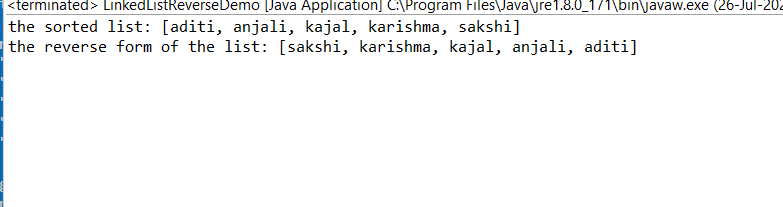 <terminated> LinkedListReverseDemo [Java Application] C:\Program Files\Java\jre1.8.0_171\bin\javaw.exe (26-Jul-202
the sorted list: [aditi, anjali, kajal, karishma, sakshi]
the reverse form of the list: [sakshi, karishma, kajal, anjali, aditi]